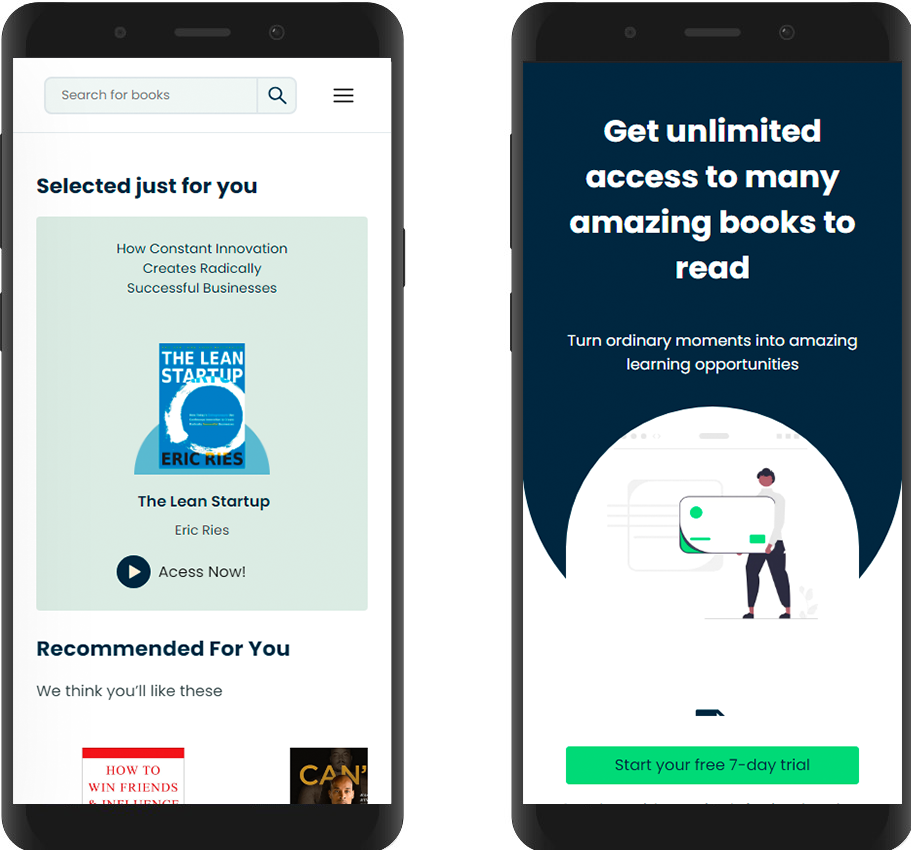 Search for books
Selected just for you
How Constant Innovation
Creates Radically
Successful Businesses
THE LEAN
STARTUP
ERIC RIES
The Lean Startup
Eric Ries
Acess Now!
Recommended For You
We think you’ll like these
HOW TO
WIN FRIENDS
& INFLUENCE
CAN'
Get unlimited
access to many
amazing books to
read
Turn ordinary moments into amazing
learning opportunities
Start your free 7-day trial